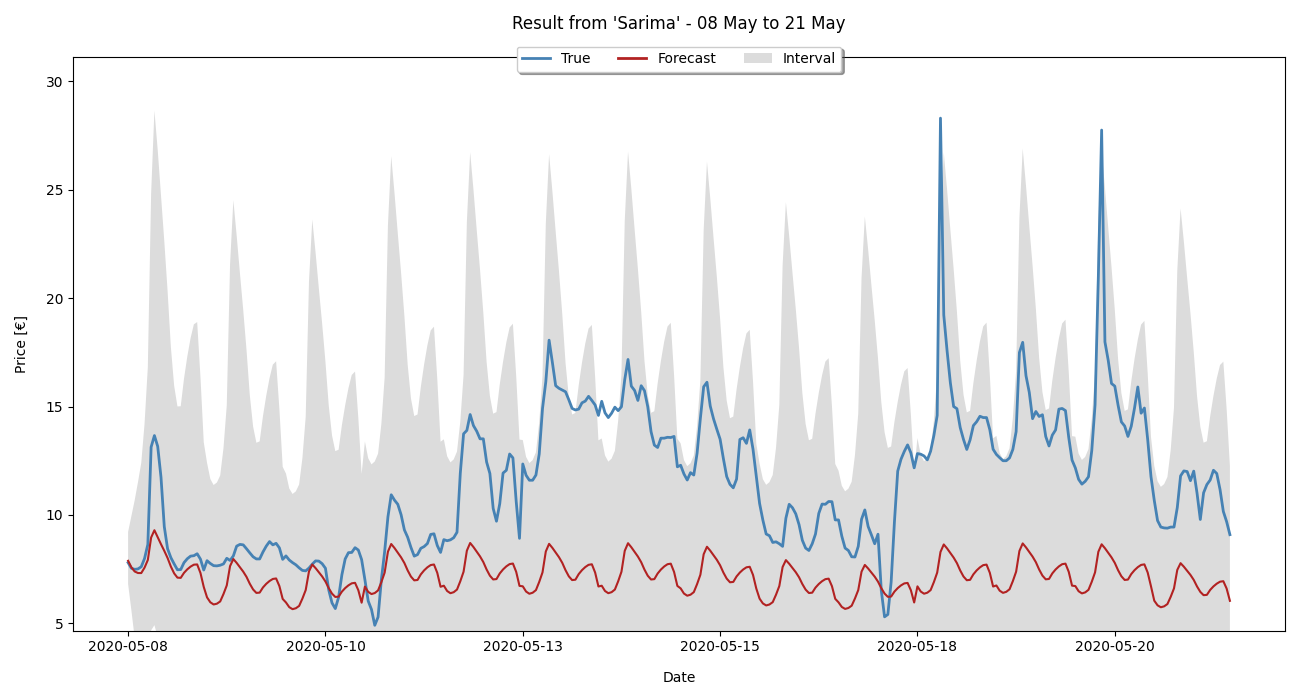 Result from 'Sarima' - 08 May to 21 May
True Forecast Interval
30
25
20
15
10
5
Price [€]
2020-05-08 2020-05-10 2020-05-13 2020-05-15 2020-05-18 2020-05-20
Date